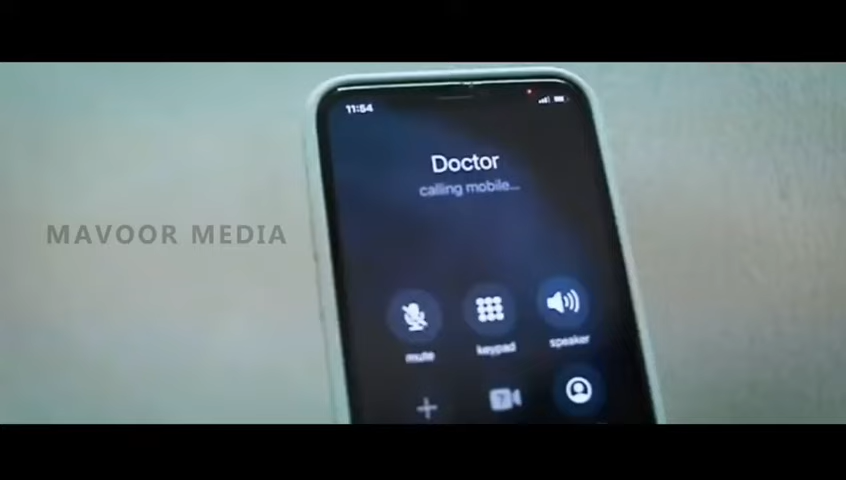 11:54
Doctor
calling mobile...
MAVOOR MEDIA
mute
keypad
speaker